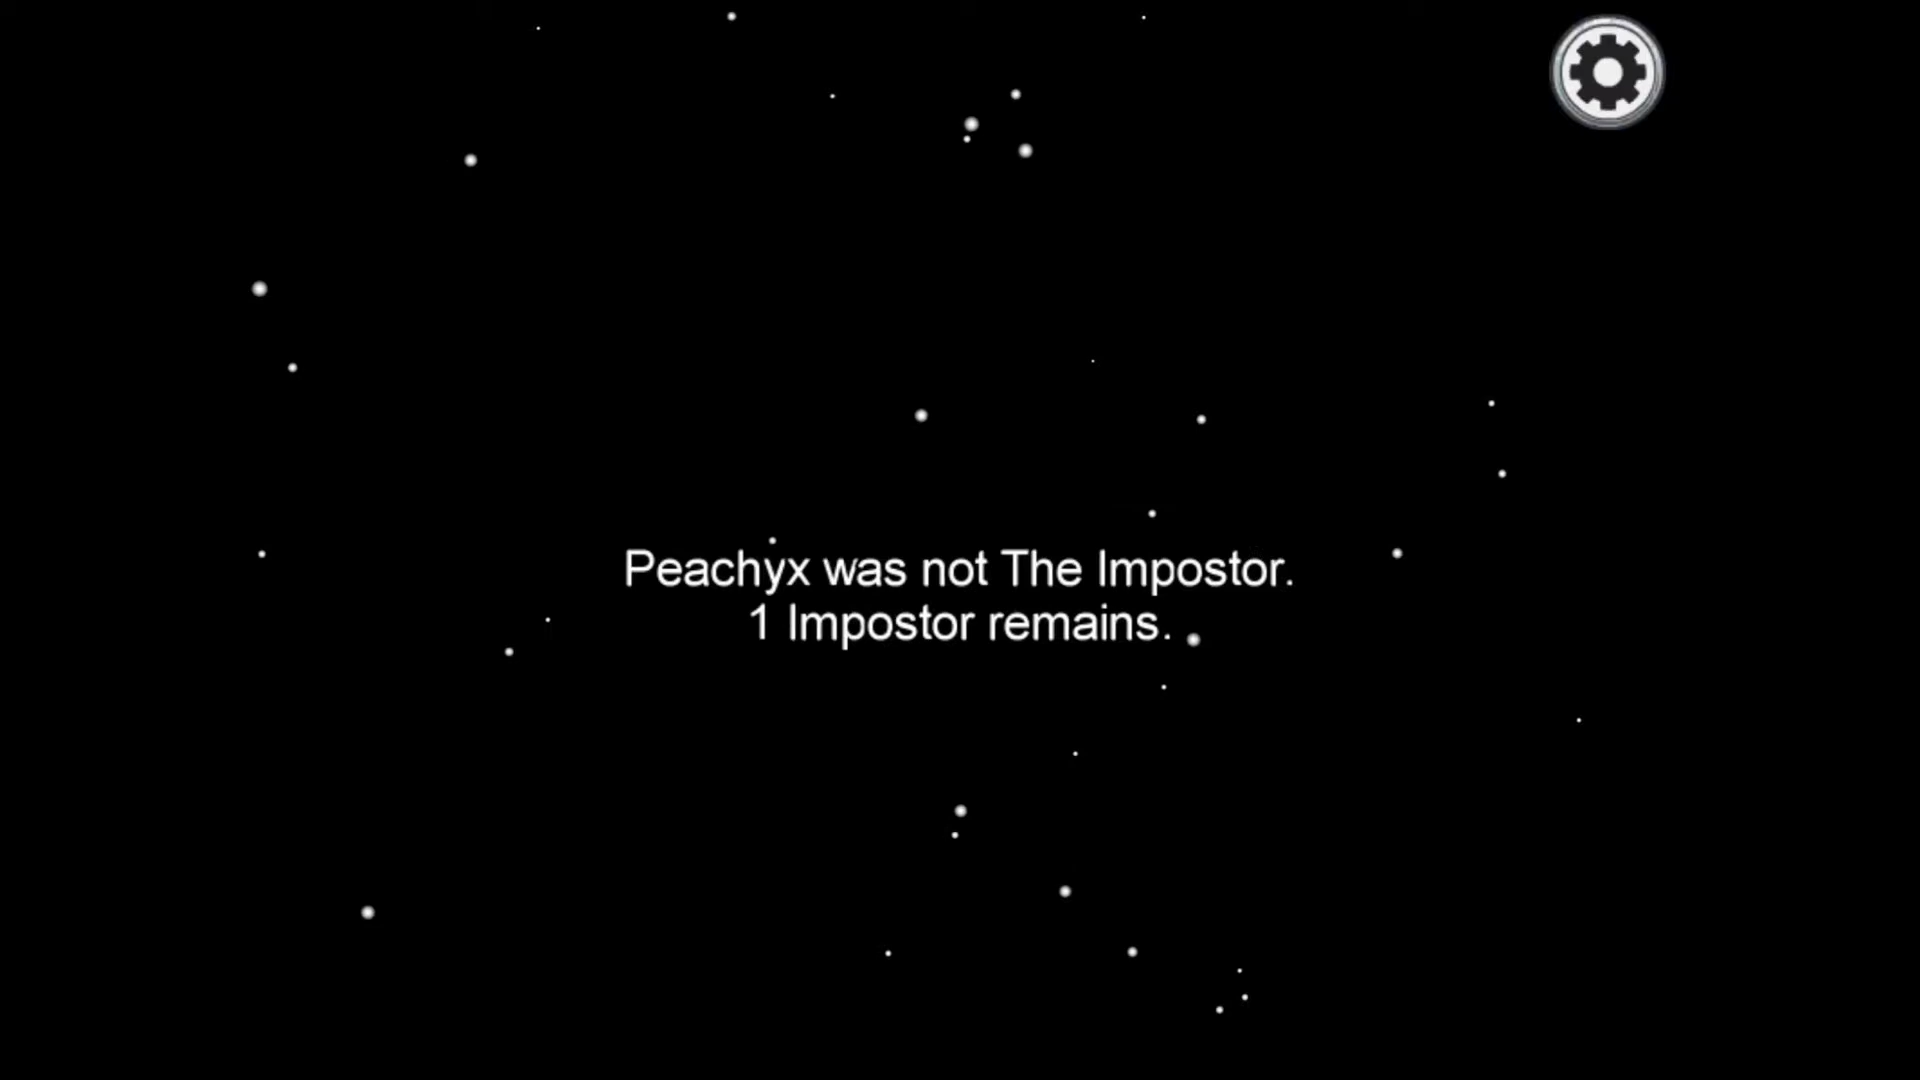 Peachyx was not The Impostor.
1 Impostor remains.